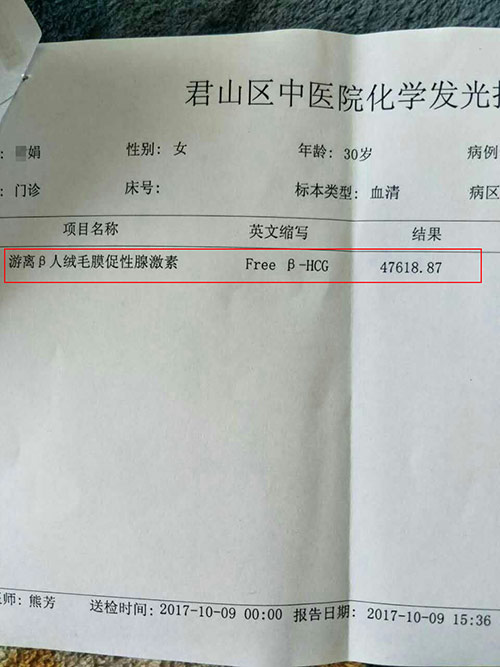 君山区中医院化学发光
: 娟 性别: 女 年龄: 30岁 病例
: 门诊 床号: 标本类型: 血清 病区
项目名称 英文缩写 结果
游离β人绒毛膜促性腺激素 Free β-HCG 47618.87
师: 熊芳 送检时间: 2017-10-09 00:00 报告日期: 2017-10-09 15:36